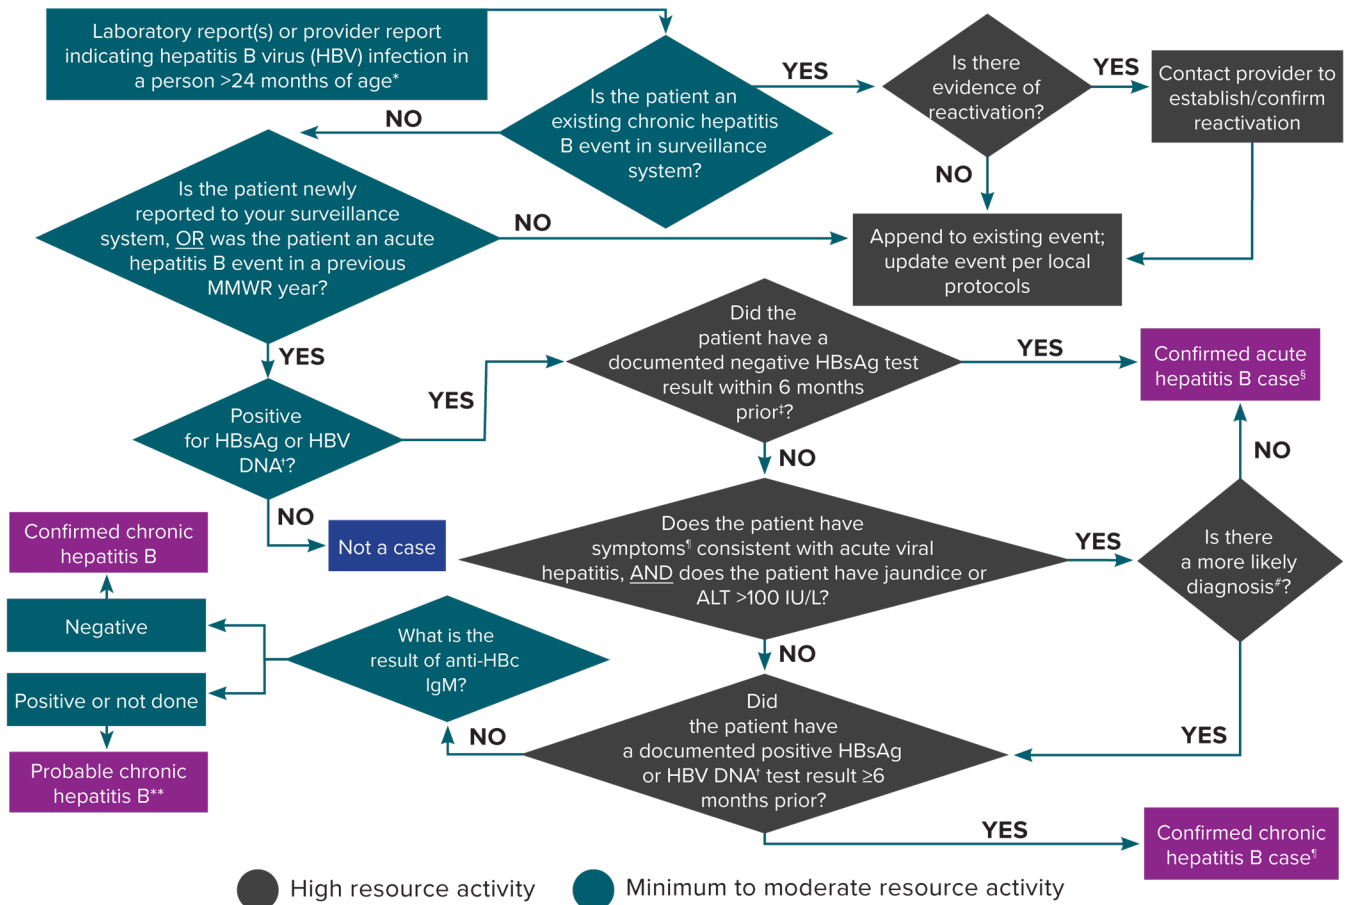 Laboratory report(s) or provider report
indicating hepatitis B virus (HBV) infection in
a person >24 months of age*
Is the patient an
existing chronic hepatitis
B event in surveillance
system?
YES
Is there
evidence of
reactivation?
YES
Contact provider to
establish/confirm
reactivation
NO
NO
Is the patient newly
reported to your surveillance
system, OR was the patient an acute
hepatitis B event in a previous
MMWR year?
NO
Append to existing event;
update event per local
protocols
YES
Positive
for HBsAg or HBV
DNA†?
YES
Did the
patient have a
documented negative HBsAg test
result within 6 months
prior‡?
YES
Confirmed acute
hepatitis B case§
NO
NO
NO
Not a case
Does the patient have
symptoms¶ consistent with acute viral
hepatitis, AND does the patient have jaundice or
ALT >100 IU/L?
YES
Is there
a more likely
diagnosis#?
Confirmed chronic
hepatitis B
Negative
What is the
result of anti-HBc
IgM?
Positive or not done
Probable chronic
hepatitis B**
NO
YES
NO
Did
the patient have
a documented positive HBsAg
or HBV DNA† test result ≥6
months prior?
YES
Confirmed chronic
hepatitis B case¶
High resource activity
Minimum to moderate resource activity